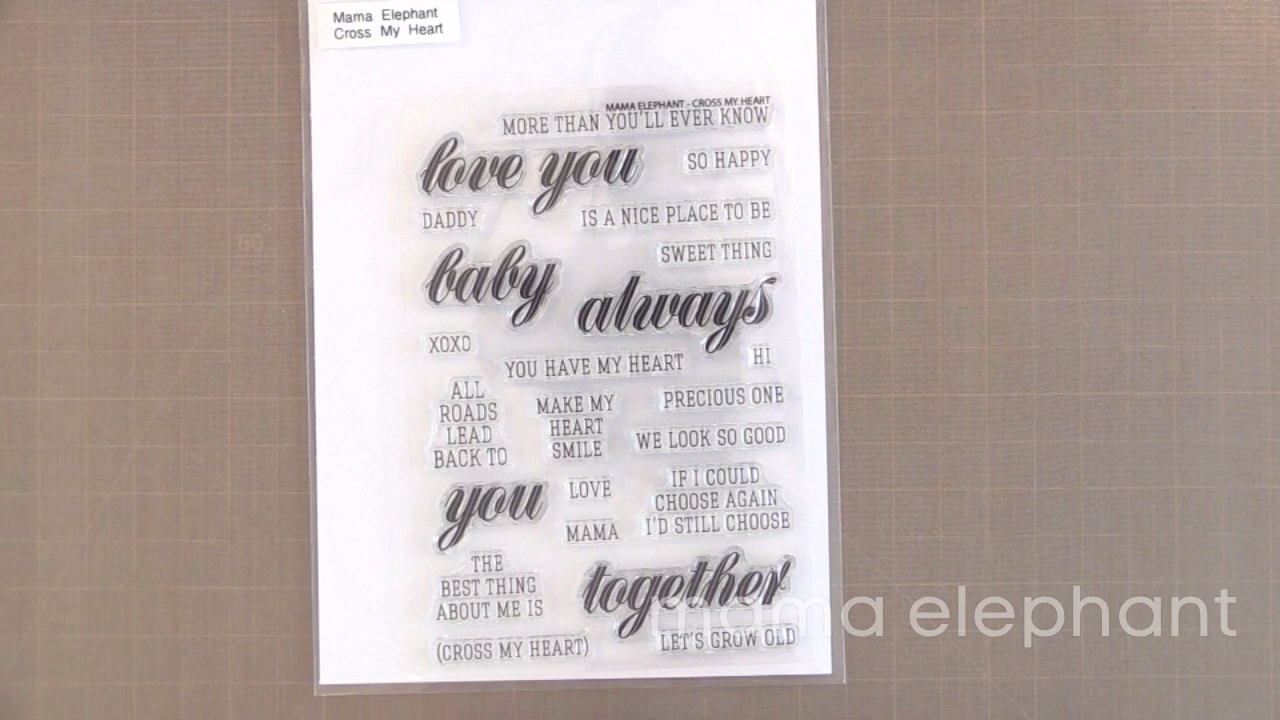 Mama Elephant
Cross My Heart
MAMA ELEPHANT - CROSS MY HEART
MORE THAN YOU'LL EVER KNOW
love you
SO HAPPY
DADDY
IS A NICE PLACE TO BE
SWEET THING
baby
always
XOXO
YOU HAVE MY HEART
HI
ALL
ROADS
LEAD
BACK TO
MAKE MY
HEART
SMILE
PRECIOUS ONE
WE LOOK SO GOOD
you
LOVE
MAMA
IF I COULD
CHOOSE AGAIN
I'D STILL CHOOSE
THE
BEST THING
ABOUT ME IS
together
(CROSS MY HEART)
LET'S GROW OLD
mama elephant
60